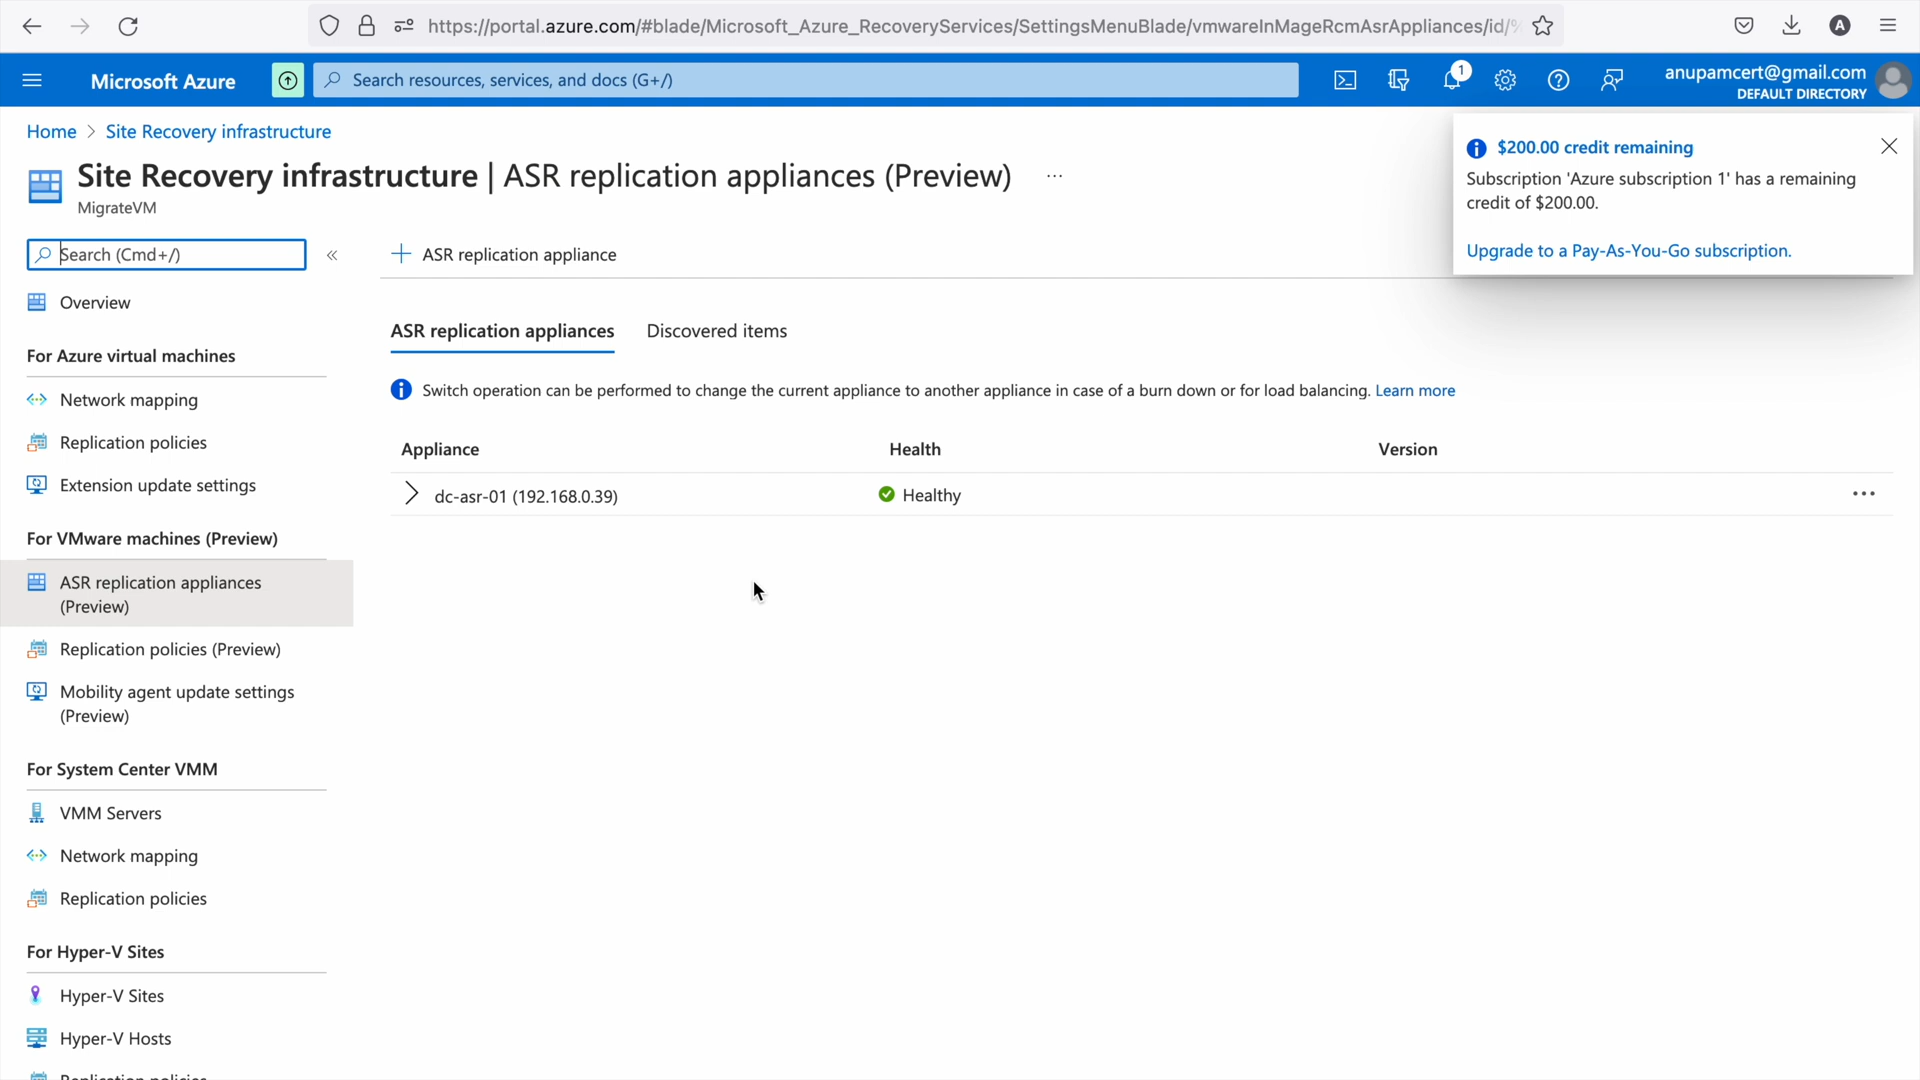 https://portal.azure.com/#blade/Microsoft_Azure_RecoveryServices/SettingsMenuBlade/vmwareInMageRcmAsrAppliances/id/%
A
Microsoft Azure
Search resources, services, and docs (G+/)
1
anupamcert@gmail.com
DEFAULT DIRECTORY
Home > Site Recovery infrastructure
Site Recovery infrastructure | ASR replication appliances (Preview) ...
MigrateVM
$200.00 credit remaining
Subscription 'Azure subscription 1' has a remaining
credit of $200.00.
Upgrade to a Pay-As-You-Go subscription.
Search (Cmd+/)
«
Overview
For Azure virtual machines
Network mapping
Replication policies
Extension update settings
For VMware machines (Preview)
ASR replication appliances
(Preview)
Replication policies (Preview)
Mobility agent update settings
(Preview)
For System Center VMM
VMM Servers
Network mapping
Replication policies
For Hyper-V Sites
Hyper-V Sites
Hyper-V Hosts
Replication policies
+ ASR replication appliance
ASR replication appliances Discovered items
Switch operation can be performed to change the current appliance to another appliance in case of a burn down or for load balancing. Learn more
Appliance Health Version
dc-asr-01 (192.168.0.39) Healthy ...